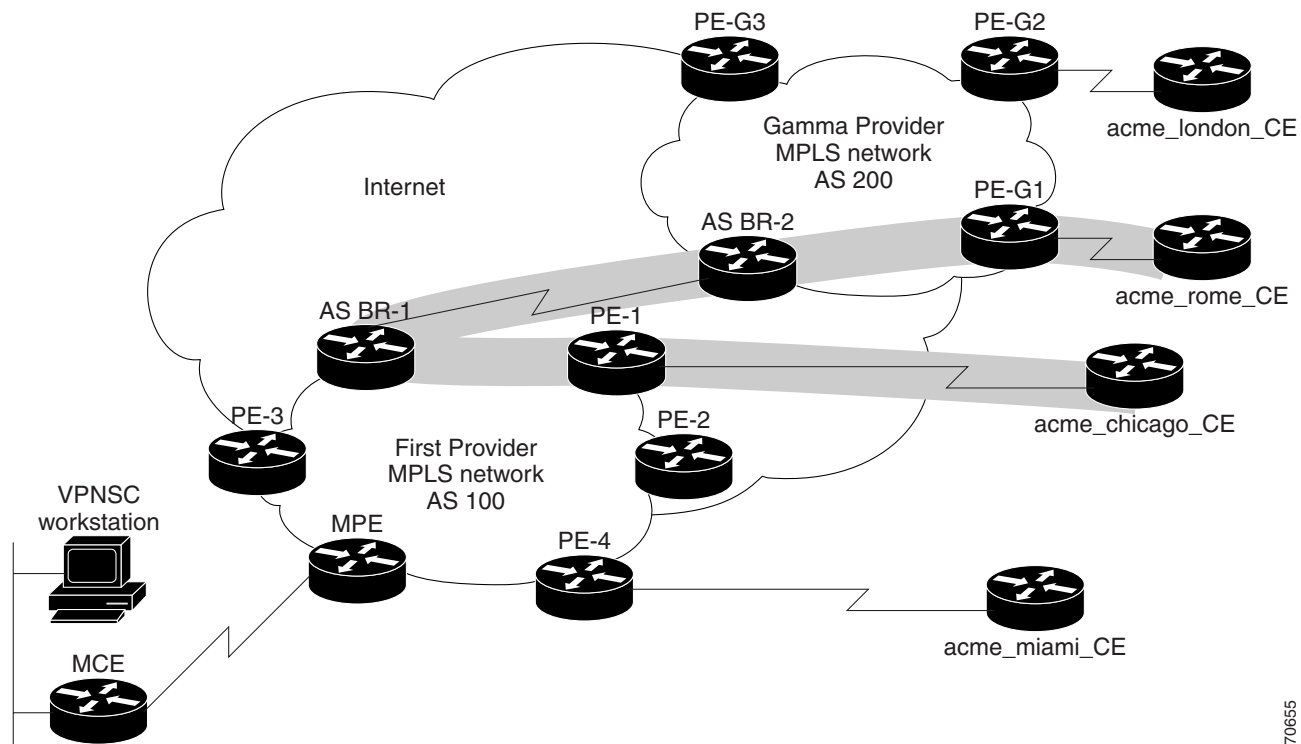 PE-G3
PE-G2
acme_london_CE
Gamma Provider
MPLS network
AS 200
Internet
PE-G1
AS BR-2
acme_rome_CE
AS BR-1
PE-1
acme_chicago_CE
PE-3
PE-2
First Provider
MPLS network
AS 100
VPNSC
workstation
MPE
PE-4
acme_miami_CE
MCE
70655